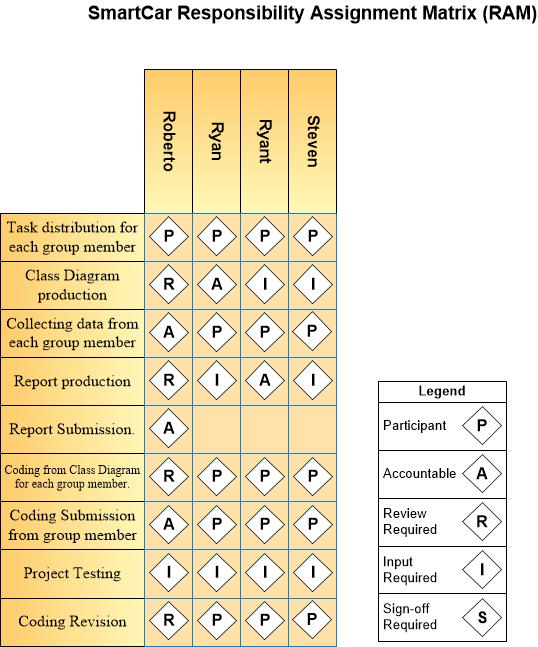 SmartCar Responsibility Assignment Matrix (RAM)
Roberto
Ryan
Ryant
Steven
Task distribution for
each group member
P P P P
Class Diagram
production
R A I I
Collecting data from
each group member
A P P P
Report production
R I A I
Report Submission.
A
Coding from Class Diagram
for each group member.
R P P P
Coding Submission
from group member
A P P P
Project Testing
I I I I
Coding Revision
R P P P
Legend
Participant P
Accountable A
Review
Required
R
Input
Required
I
Sign-off
Required
S